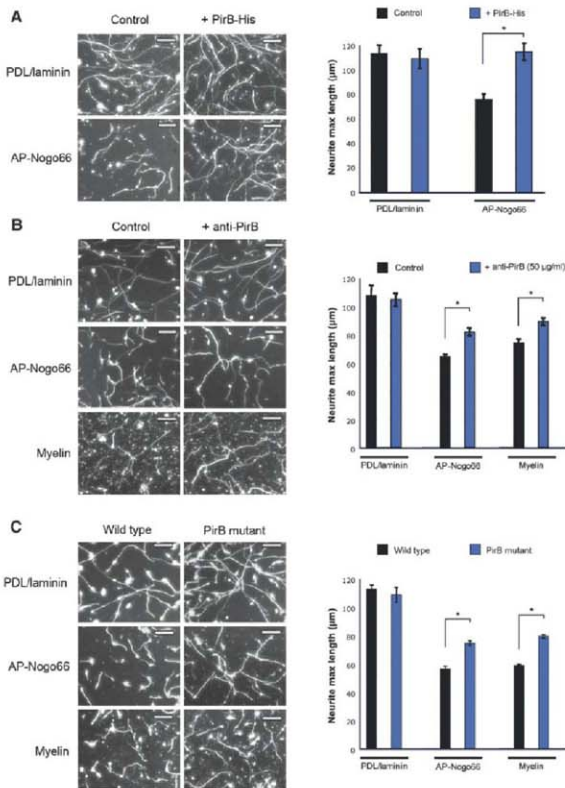 A
Control + PirB-His
PDL/laminin
AP-Nogo66
Control + PirB-His
Neurite max length (µm)
120
100
80
60
40
20
0
*
PDL/laminin AP-Nogo66
B
Control + anti-PirB
PDL/laminin
AP-Nogo66
Myelin
Control + anti-PirB (50 µg/ml)
Neurite max length (µm)
120
100
80
60
40
20
0
* *
PDL/laminin AP-Nogo66 Myelin
C
Wild type PirB mutant
PDL/laminin
AP-Nogo66
Myelin
Wild type PirB mutant
Neurite max length (µm)
120
100
80
60
40
20
0
* *
PDL/laminin AP-Nogo66 Myelin